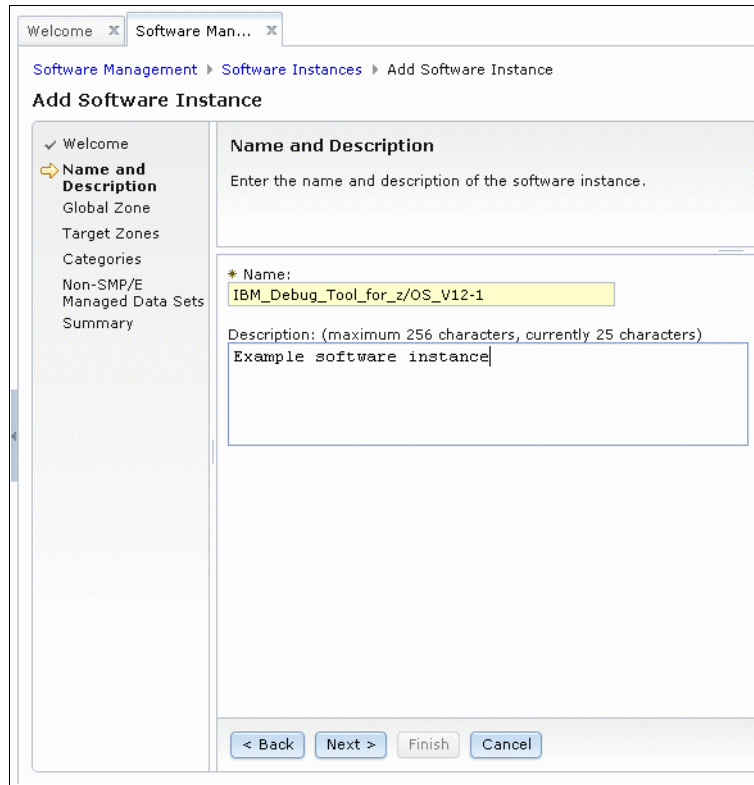 Welcome X Software Man... X
Software Management Software Instances Add Software Instance
Add Software Instance
Welcome
Name and
Description
Global Zone
Target Zones
Categories
Non-SMP/E
Managed Data Sets
Summary
Name and Description
Enter the name and description of the software instance.
* Name:
IBM_Debug_Tool_for_z/OS_V12-1
Description: (maximum 256 characters, currently 25 characters)
Example software instance
< Back Next > Finish Cancel